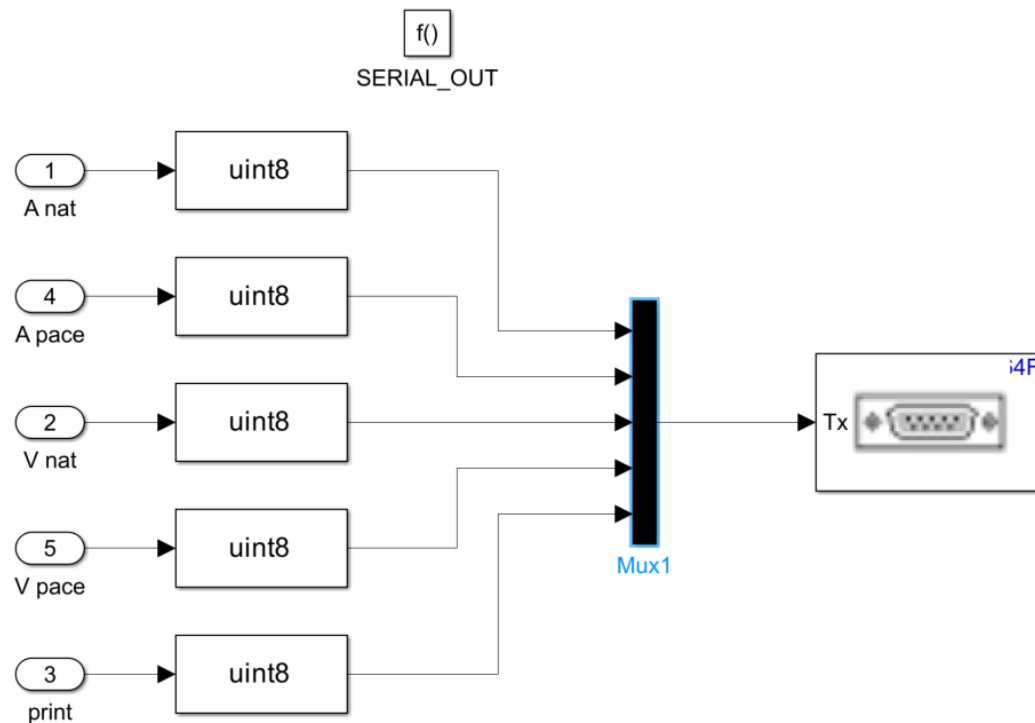 f()
SERIAL_OUT
1
uint8
A nat
4
uint8
A pace
2
uint8
V nat
5
uint8
V pace
3
uint8
print
Mux1
Tx